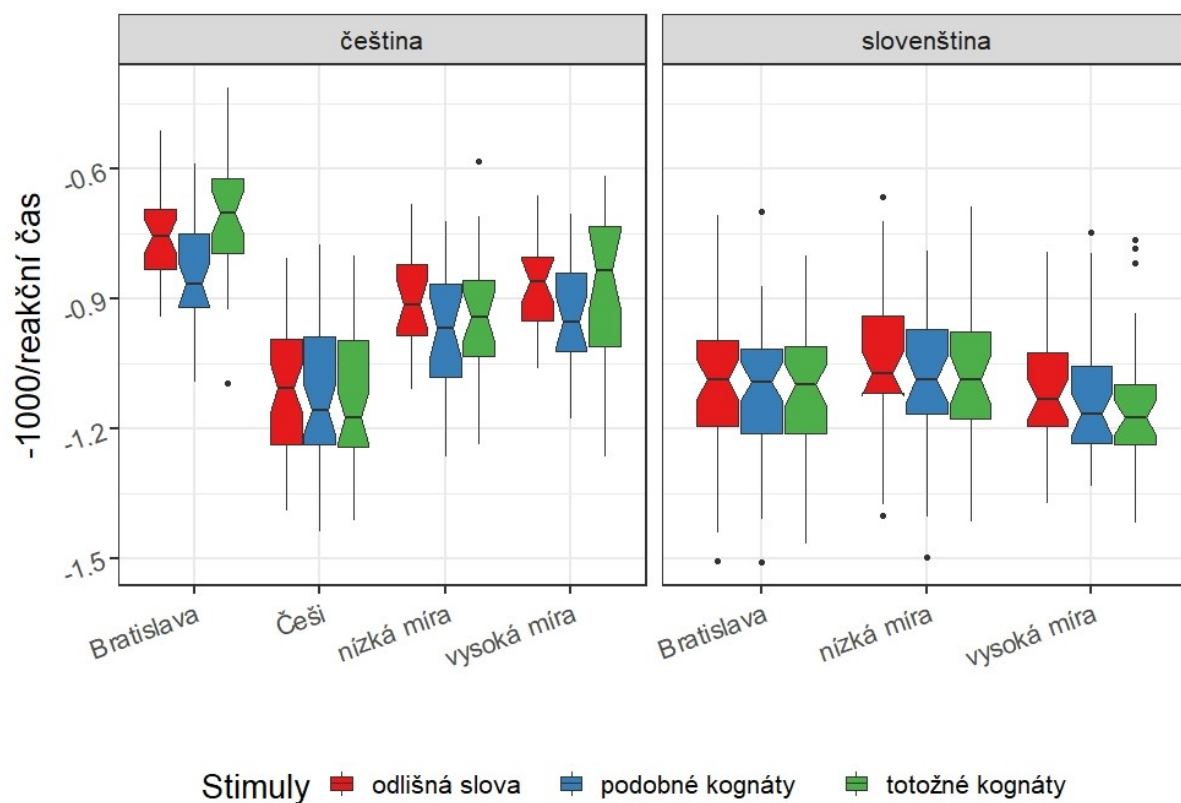 čeština
slovenština
-1000/reakční čas
-0.6
-0.9
-1.2
-1.5
Bratislava
Češi
nízká míra
vysoká míra
Bratislava
nízká míra
vysoká míra
Stimuly odlišná slova podobné kognáty totožné kognáty